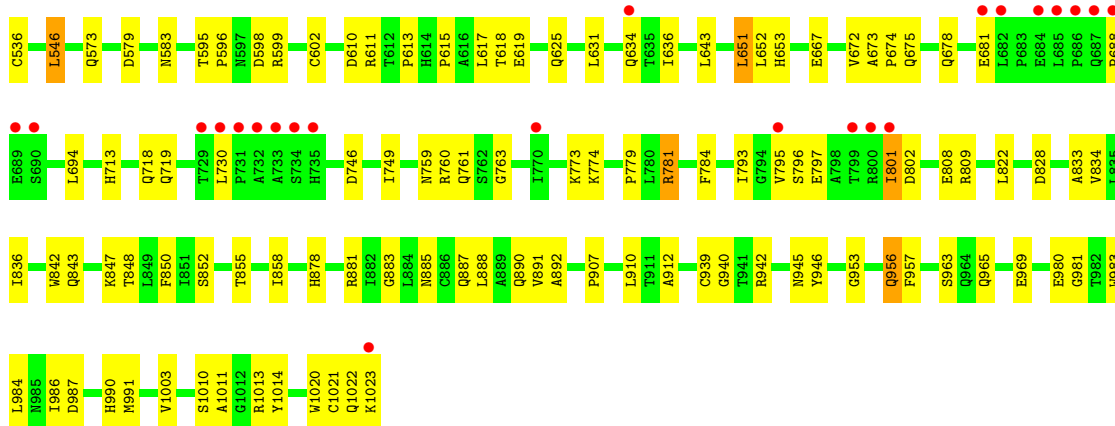 C536 L546 Q573 D579 N583 T595 P596 N597 D598 R599 C602 D610 R611 T612 P613 H614 P615 A616 L617 T618 E619 Q625 L631 Q634 T635 I636 L643 L651 L652 H653 E667 V672 A673 P674 Q675 Q678 E681 L682 P683 E684 L685 P686 Q687
E689 S690 L694 H713 Q718 Q719 T729 L730 P731 A732 A733 S734 H735 D746 I749 N759 R760 Q761 S762 G763 I770 K773 K774 P779 L780 R781 F784 I793 G794 V795 S796 E797 A798 T799 R800 I801 D802 E808 R809 L822 D828 A833 V834 L835
I836 W842 Q843 K847 T848 L849 F850 I851 S852 T855 I858 H878 R881 I882 G883 L884 N885 C886 Q887 L888 A889 Q890 V891 A892 P907 L910 T911 A912 C939 G940 T941 R942 N945 Y946 G953 Q956 F957 S963 Q964 Q965 E969 E980 G981 T982 W983
L984 N985 I986 D987 H990 M991 V1003 S1010 A1011 G1012 R1013 Y1014 W1020 C1021 Q1022 K1023